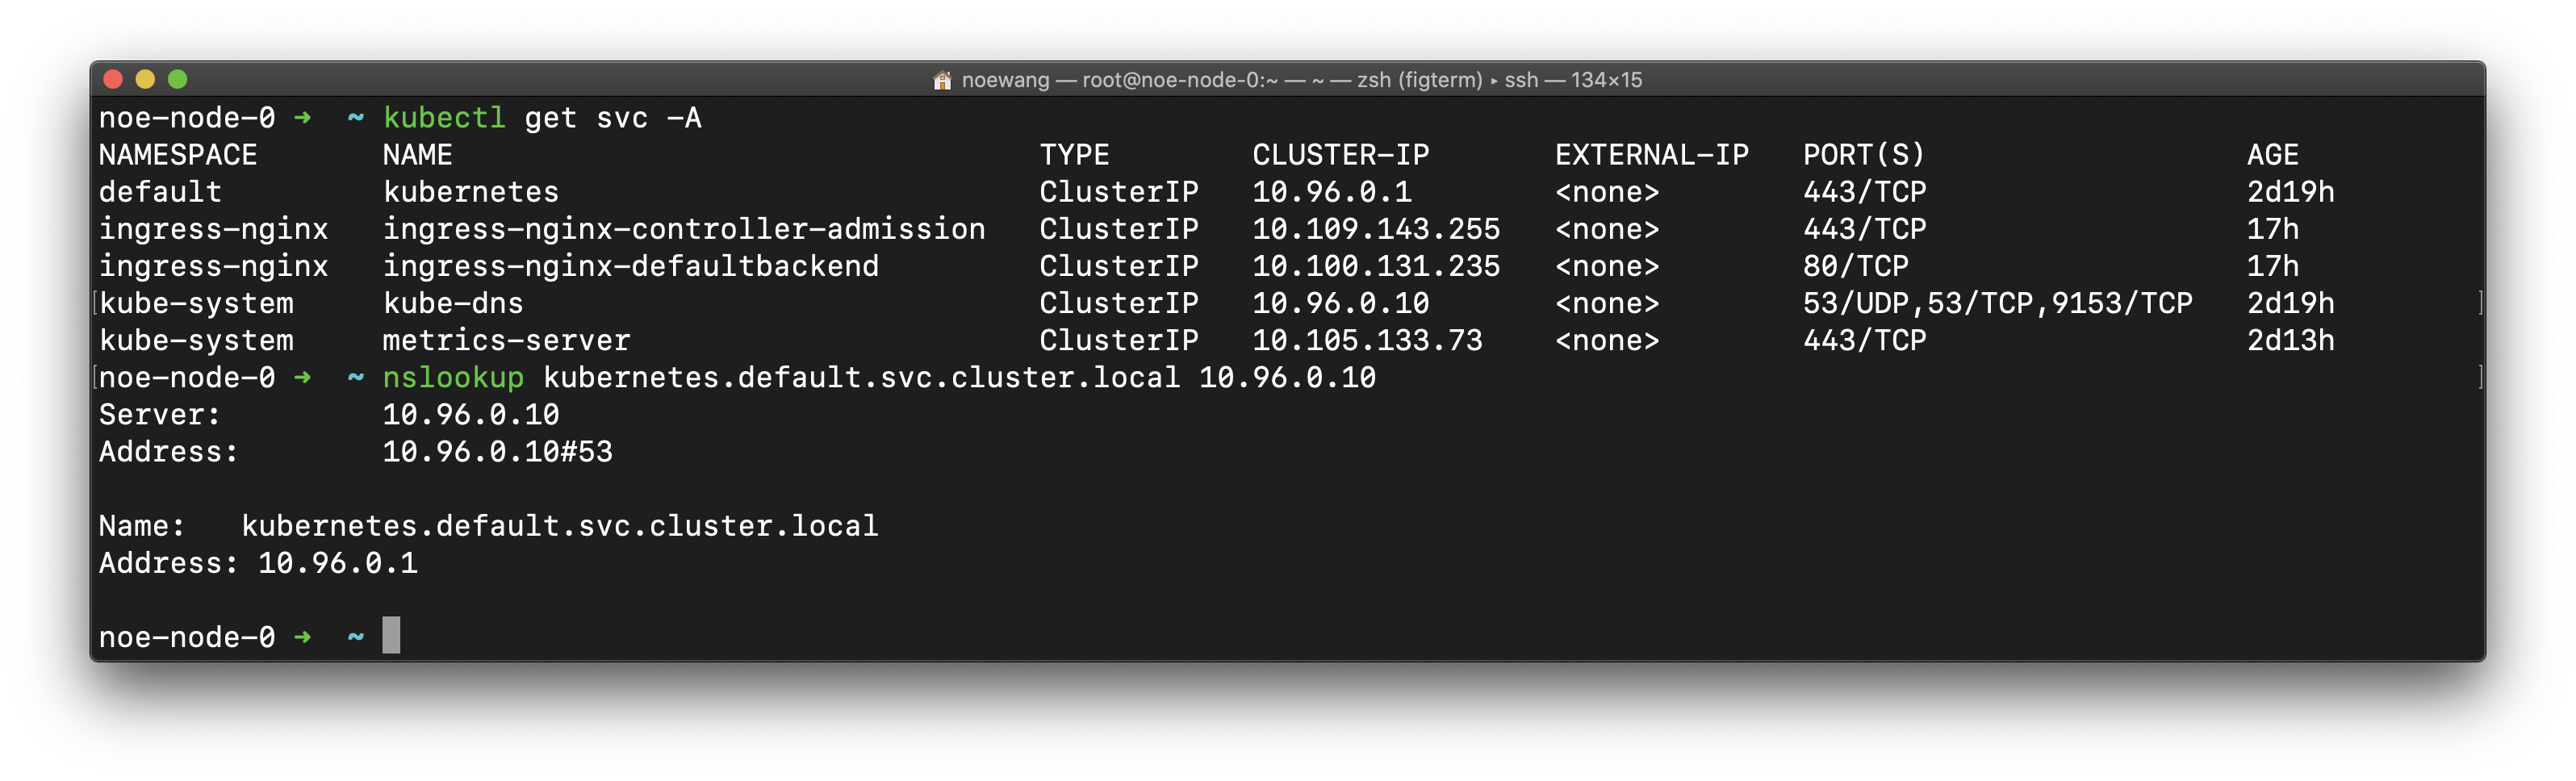 noewang — root@noe-node-0:~ — ~ — zsh (figterm) ▸ ssh — 134×15
noe-node-0 ➜  ~ kubectl get svc -A
NAMESPACE       NAME                                 TYPE        CLUSTER-IP       EXTERNAL-IP   PORT(S)                  AGE
default         kubernetes                           ClusterIP   10.96.0.1        <none>        443/TCP                  2d19h
ingress-nginx   ingress-nginx-controller-admission   ClusterIP   10.109.143.255   <none>        443/TCP                  17h
ingress-nginx   ingress-nginx-defaultbackend         ClusterIP   10.100.131.235   <none>        80/TCP                   17h
kube-system     kube-dns                             ClusterIP   10.96.0.10       <none>        53/UDP,53/TCP,9153/TCP   2d19h
kube-system     metrics-server                       ClusterIP   10.105.133.73    <none>        443/TCP                  2d13h
noe-node-0 ➜  ~ nslookup kubernetes.default.svc.cluster.local 10.96.0.10
Server:         10.96.0.10
Address:        10.96.0.10#53
Name:   kubernetes.default.svc.cluster.local
Address: 10.96.0.1
noe-node-0 ➜  ~